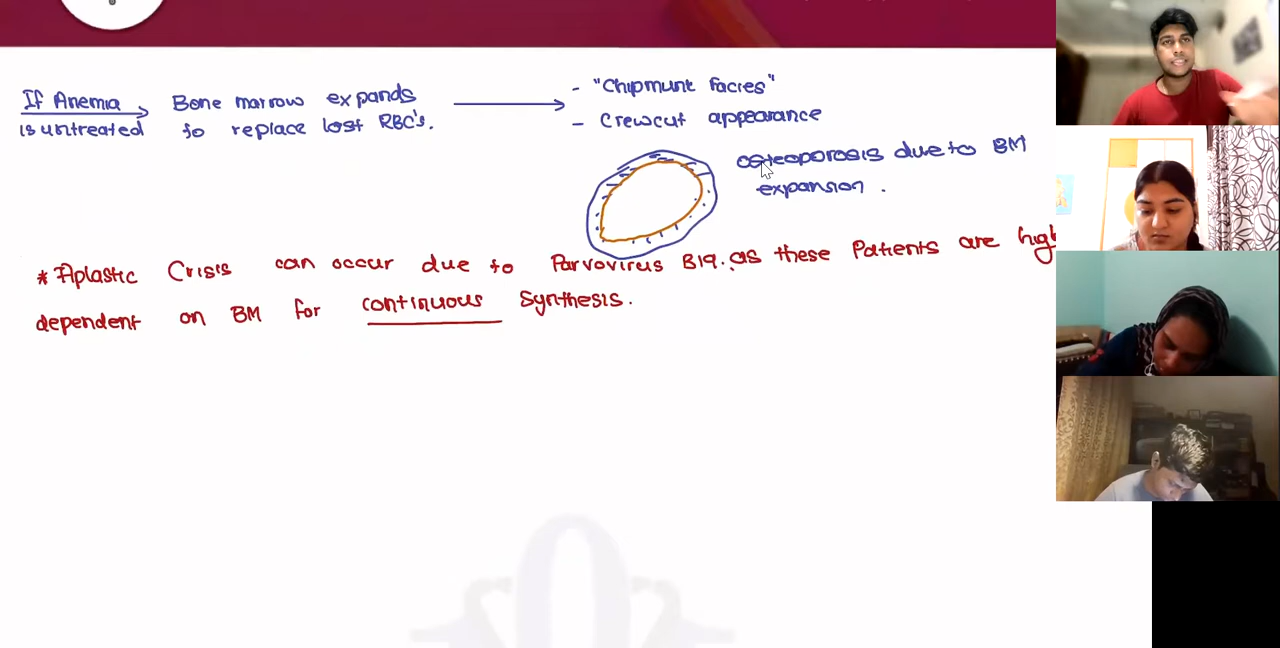 If Anemia
is untreated
Bone marrow expands
to replace lost RBC's.
- "Chipmunk facies"
- Crewcut appearance
osteoporosis due to BM
expansion .
* Aplastic Crisis can occur due to Parvovirus B19. as these Patients are high
dependent on BM for continuous Synthesis.